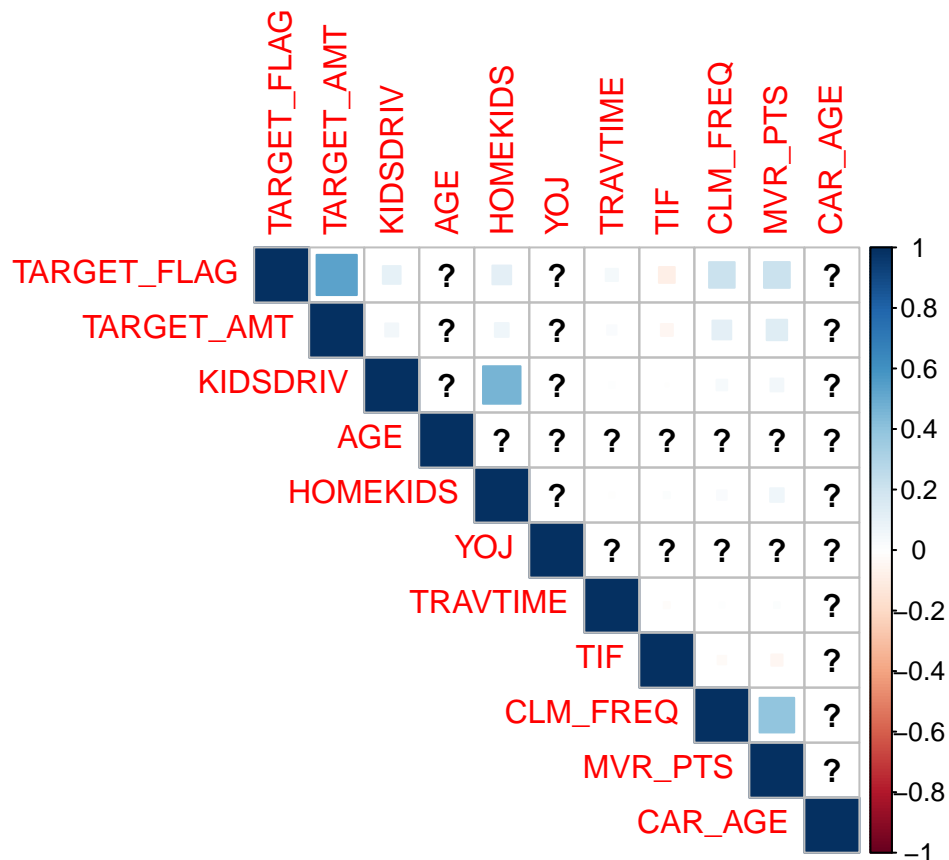 TARGET_FLAG
TARGET_AMT
KIDSDRIV
AGE
HOMEKIDS
YOJ
TRAVTIME
TIF
CLM_FREQ
MVR_PTS
CAR_AGE
TARGET_FLAG ? ? ?
TARGET_AMT ? ? ?
KIDSDRIV ? ? ?
AGE ? ? ? ? ? ? ?
HOMEKIDS ? ?
YOJ ? ? ? ? ?
TRAVTIME ?
TIF ?
CLM_FREQ ?
MVR_PTS ?
CAR_AGE
1
0.8
0.6
0.4
0.2
0
−0.2
−0.4
−0.6
−0.8
−1